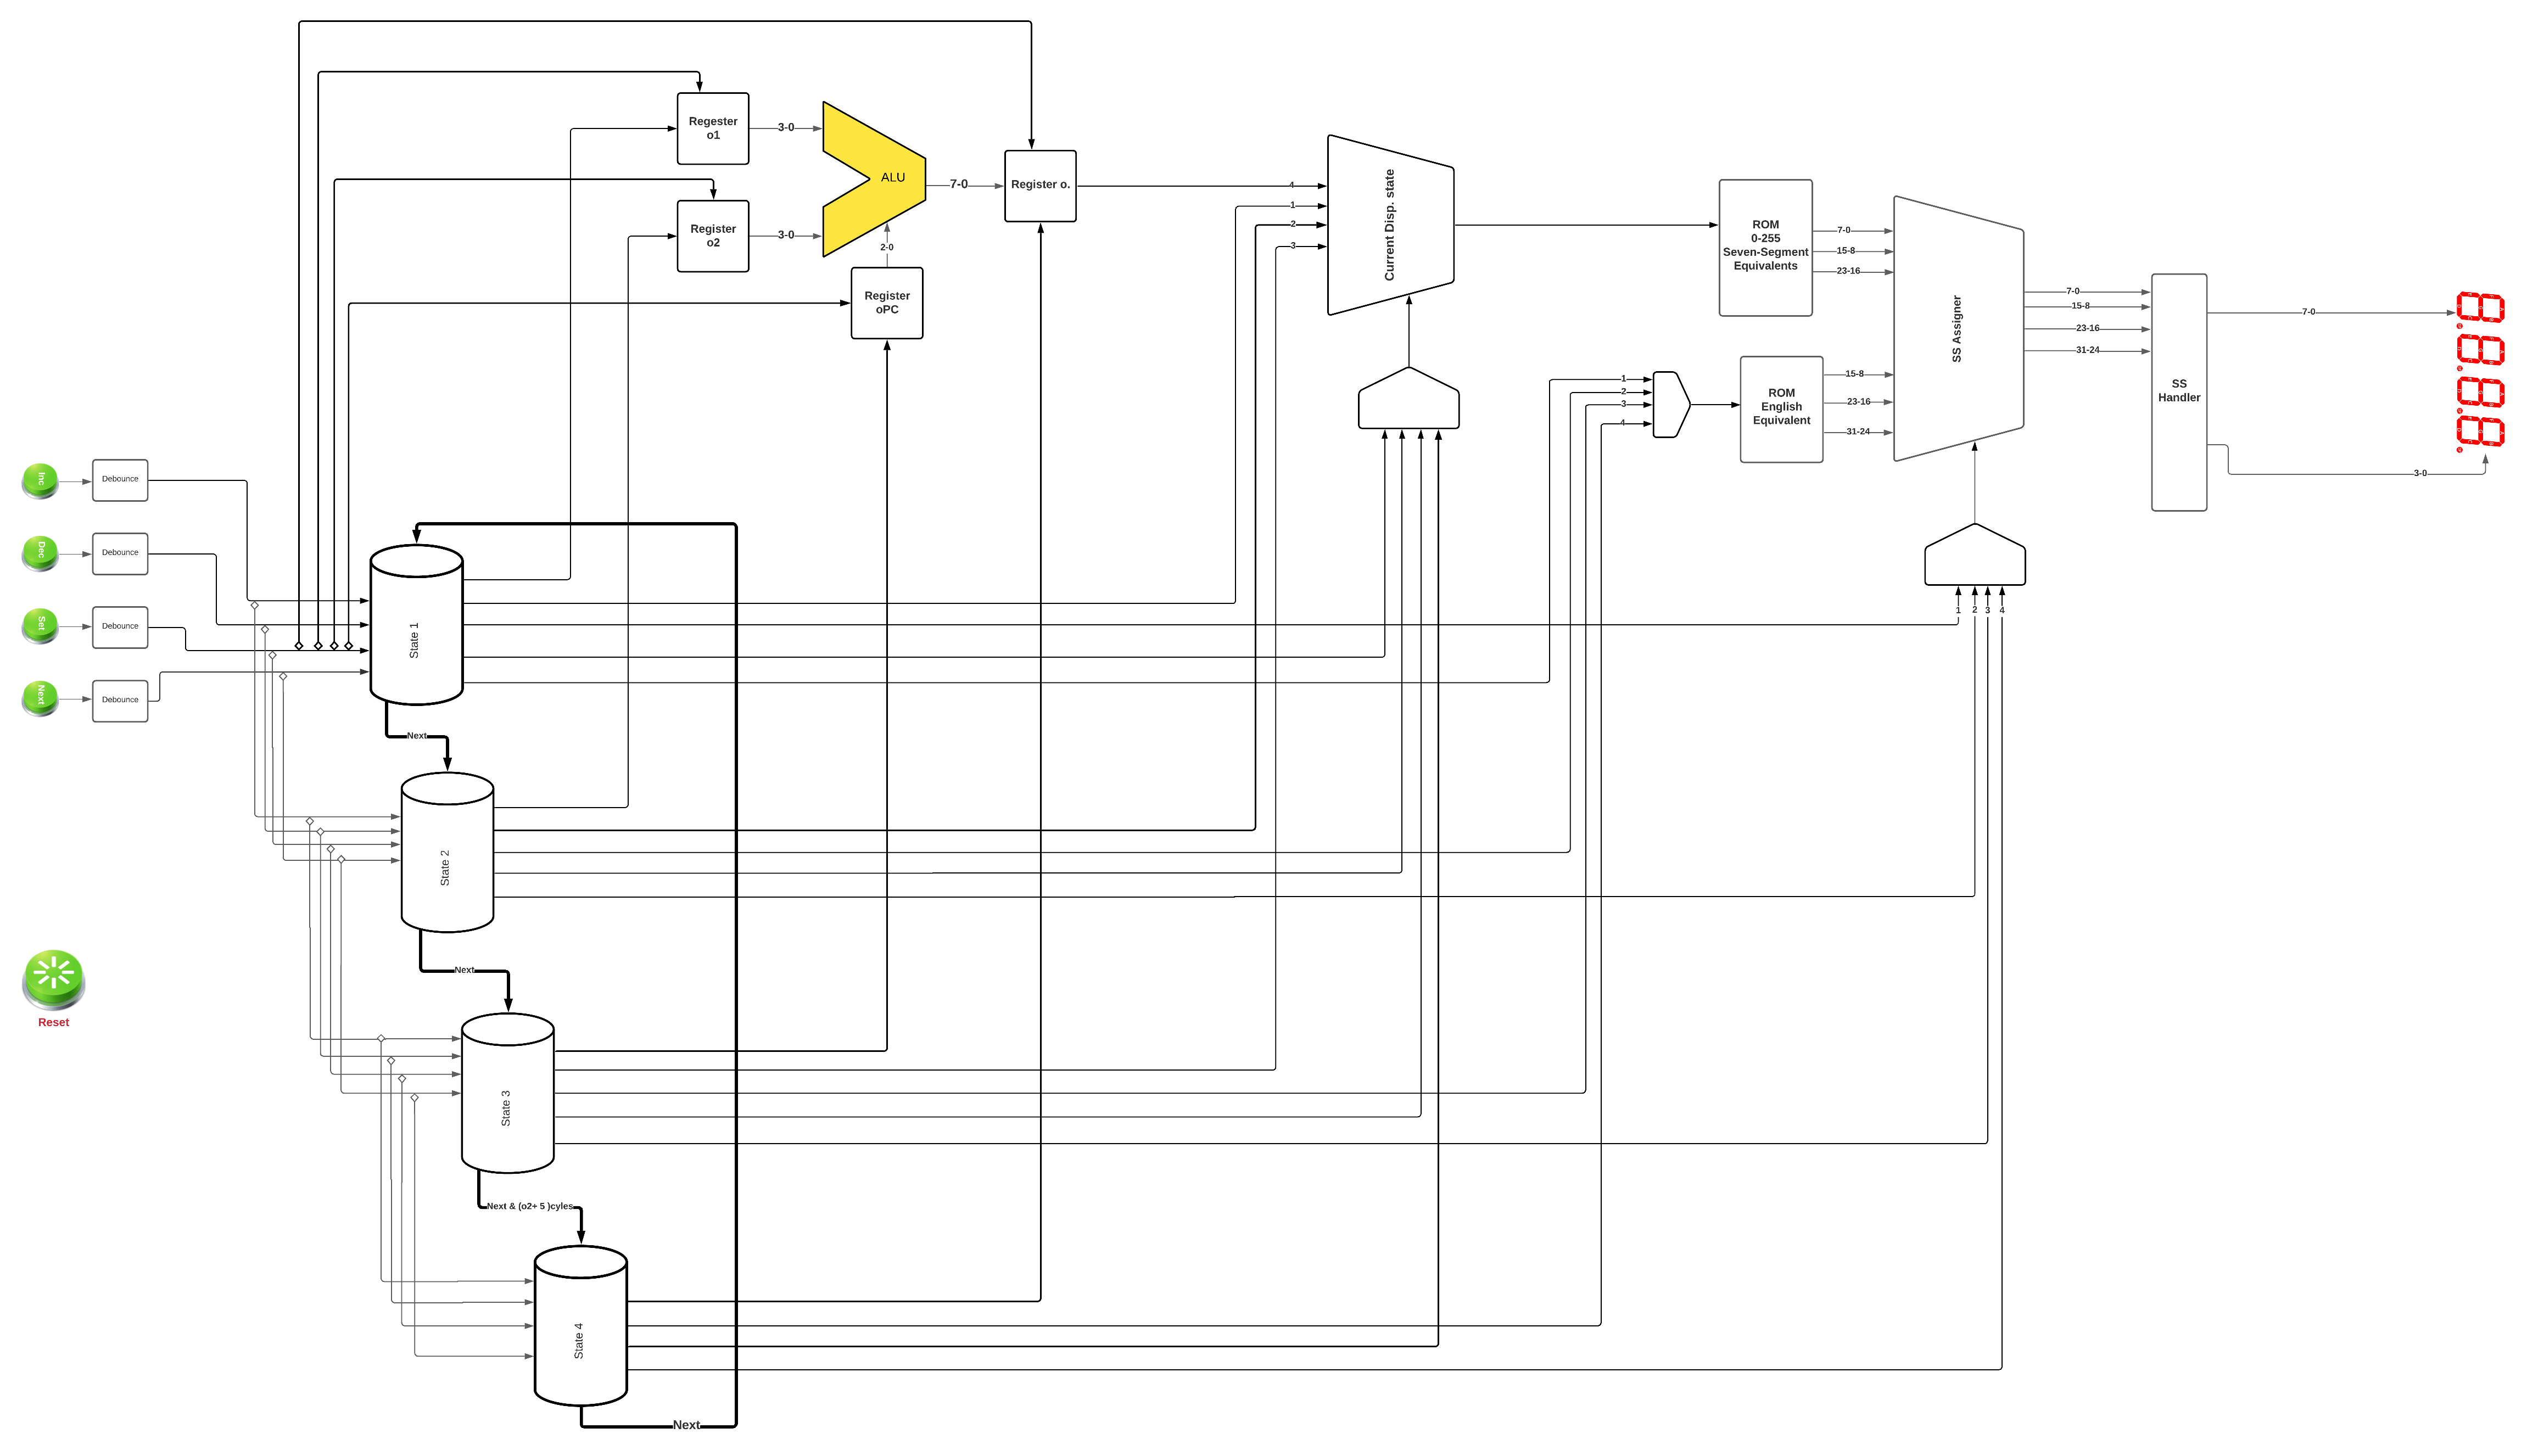 Regester
o1
3-0
ALU
7-0
Register o.
Register
o2
3-0
2-0
Register
oPC
4
1
2
3
Current Disp. state
ROM
0-255
Seven-Segment
Equivalents
7-0
15-8
23-16
SS Assigner
7-0
15-8
23-16
31-24
SS
Handler
7-0
3-0
1
2
3
4
ROM
English
Equivalent
15-8
23-16
31-24
1
2
3
4
Inc
Debounce
Dec
Debounce
Set
Debounce
Next
Debounce
State 1
Next
State 2
Next
Reset
State 3
Next & (o2+ 5 )cyles
State 4
Next